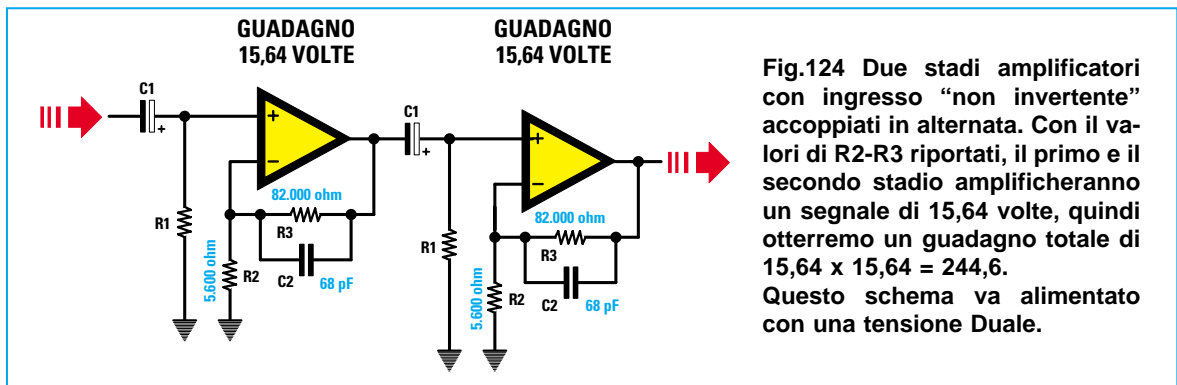 GUADAGNO
15,64 VOLTE
GUADAGNO
15,64 VOLTE
C1
+
+
−
82.000 ohm
R3
C2
68 pF
R1
5.600 ohm
R2
C1
+
+
−
82.000 ohm
R3
C2
68 pF
R1
5.600 ohm
R2
Fig.124 Due stadi amplificatori
con ingresso “non invertente”
accoppiati in alternata. Con il va-
lori di R2-R3 riportati, il primo e il
secondo stadio amplificheranno
un segnale di 15,64 volte, quindi
otterremo un guadagno totale di
15,64 x 15,64 = 244,6.
Questo schema va alimentato
con una tensione Duale.